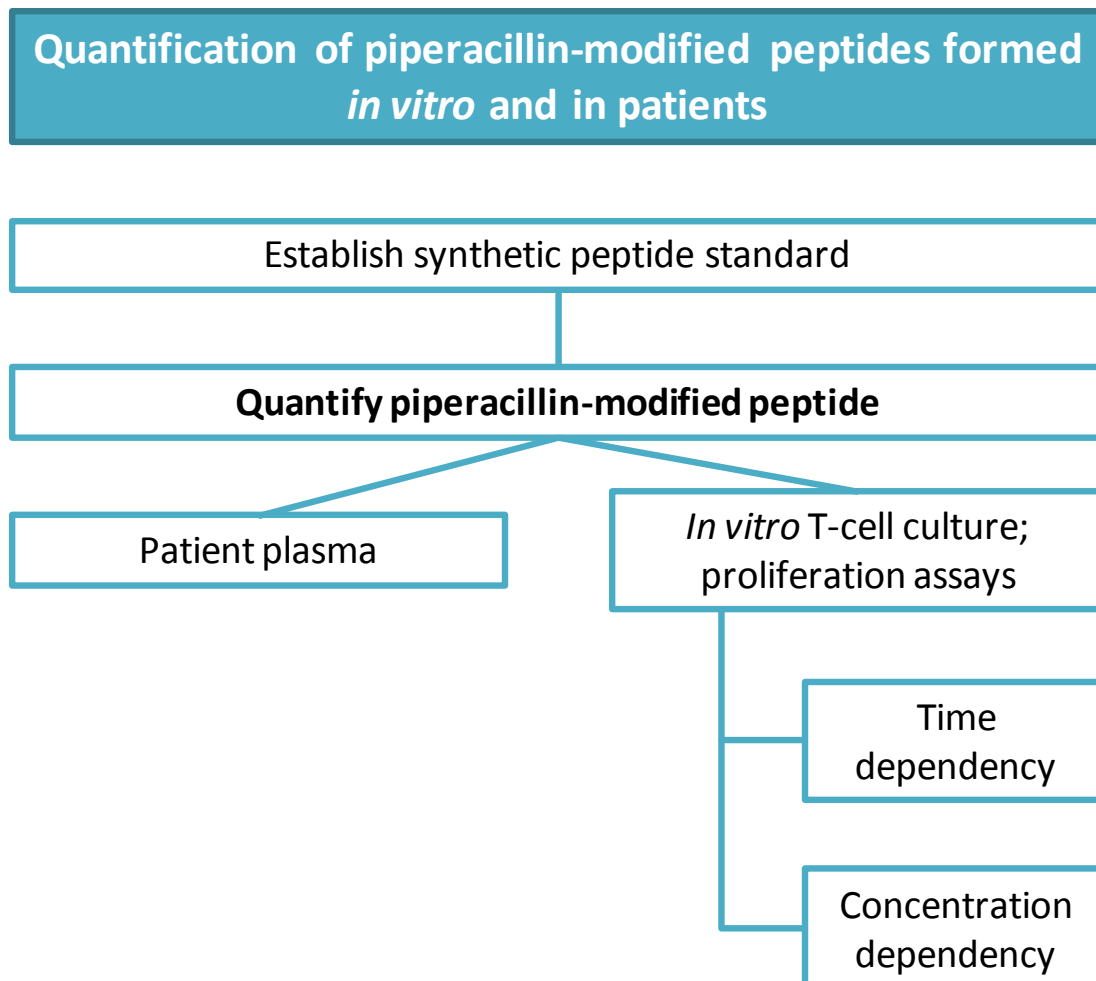 Quantification of piperacillin-modified peptides formed
in vitro and in patients
Establish synthetic peptide standard
Quantify piperacillin-modified peptide
Patient plasma
In vitro T-cell culture;
proliferation assays
Time
dependency
Concentration
dependency